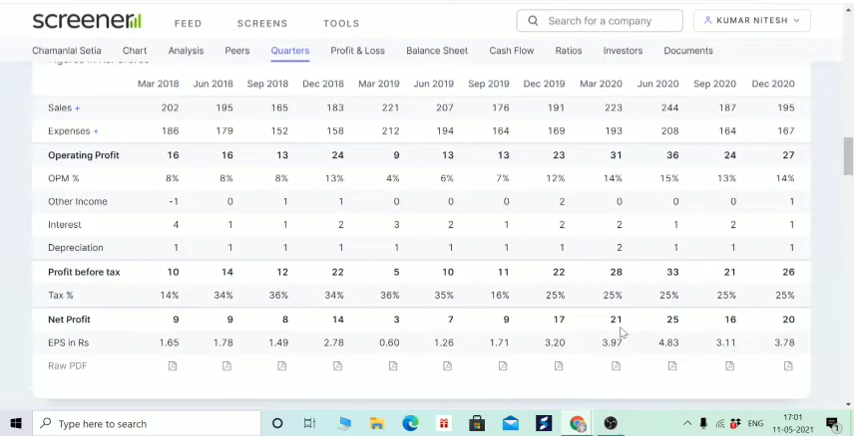 screener
FEED SCREENS TOOLS
Search for a company
KUMAR NITESH
Chamanlal Setia Chart Analysis Peers Quarters Profit & Loss Balance Sheet Cash Flow Ratios Investors Documents
Mar 2018 Jun 2018 Sep 2018 Dec 2018 Mar 2019 Jun 2019 Sep 2019 Dec 2019 Mar 2020 Jun 2020 Sep 2020 Dec 2020
Sales + 202 195 165 183 221 207 176 191 223 244 187 195
Expenses + 186 179 152 158 212 194 164 169 193 208 164 167
Operating Profit 16 16 13 24 9 13 13 23 31 36 24 27
OPM % 8% 8% 8% 13% 4% 6% 7% 12% 14% 15% 13% 14%
Other Income -1 0 1 1 0 0 0 2 0 0 0 1
Interest 4 1 1 2 3 2 1 2 2 1 2 1
Depreciation 1 1 1 1 1 1 1 1 2 1 1 1
Profit before tax 10 14 12 22 5 10 11 22 28 33 21 26
Tax % 14% 34% 36% 34% 36% 35% 16% 25% 25% 25% 25% 25%
Net Profit 9 9 8 14 3 7 9 17 21 25 16 20
EPS in Rs 1.65 1.78 1.49 2.78 0.60 1.26 1.71 3.20 3.97 4.83 3.11 3.78
Raw PDF
Type here to search
ENG
17:01
11-05-2021